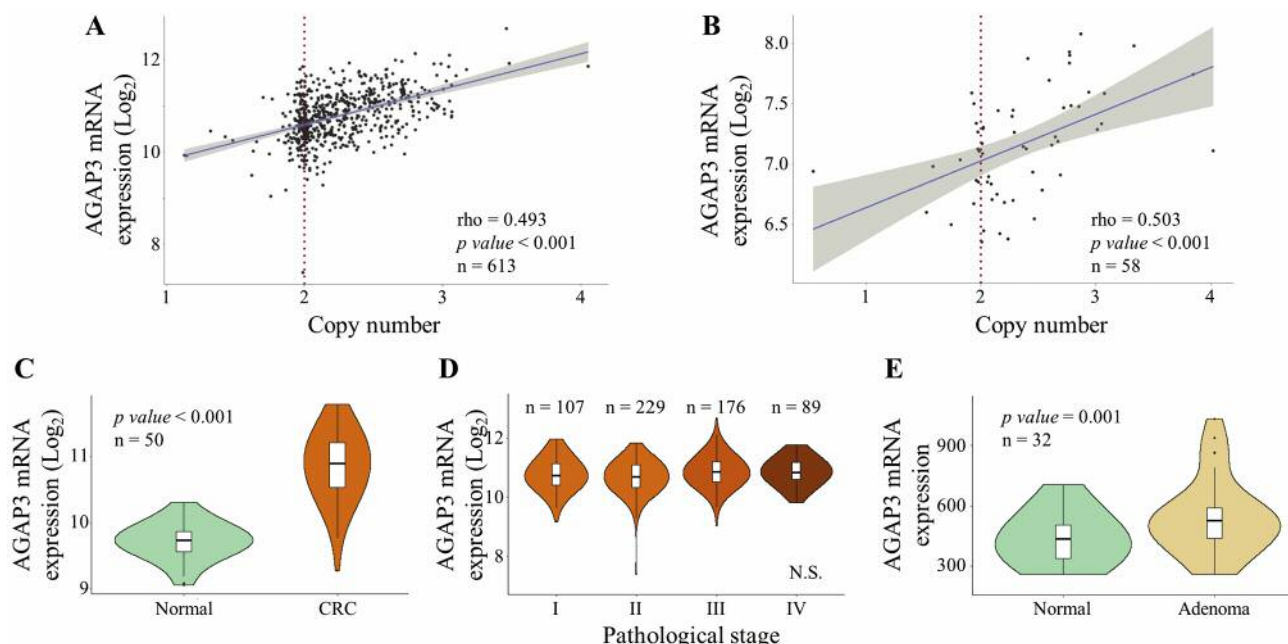 A
AGAP3 mRNA
expression (Log2)
12
10
8
rho = 0.493
p value < 0.001
n = 613
1
2
3
4
Copy number
B
AGAP3 mRNA
expression (Log2)
8.0
7.5
7.0
6.5
rho = 0.503
p value < 0.001
n = 58
1
2
3
4
Copy number
C
AGAP3 mRNA
expression (Log2)
p value < 0.001
n = 50
11
10
9
Normal
CRC
D
AGAP3 mRNA
expression (Log2)
n = 107
n = 229
n = 176
n = 89
12
10
8
N.S.
I
II
III
IV
Pathological stage
E
AGAP3 mRNA
expression
p value = 0.001
n = 32
900
600
300
Normal
Adenoma